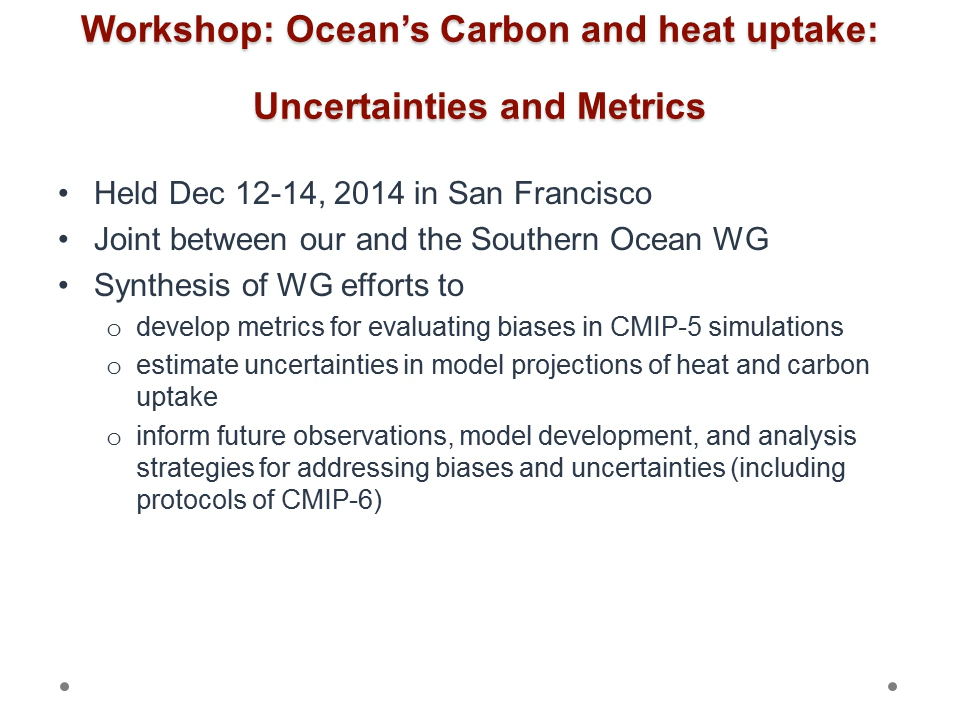 Workshop: Ocean’s Carbon and heat uptake:
Uncertainties and Metrics
• Held Dec 12-14, 2014 in San Francisco
• Joint between our and the Southern Ocean WG
• Synthesis of WG efforts to
o develop metrics for evaluating biases in CMIP-5 simulations
o estimate uncertainties in model projections of heat and carbon
uptake
o inform future observations, model development, and analysis
strategies for addressing biases and uncertainties (including
protocols of CMIP-6)